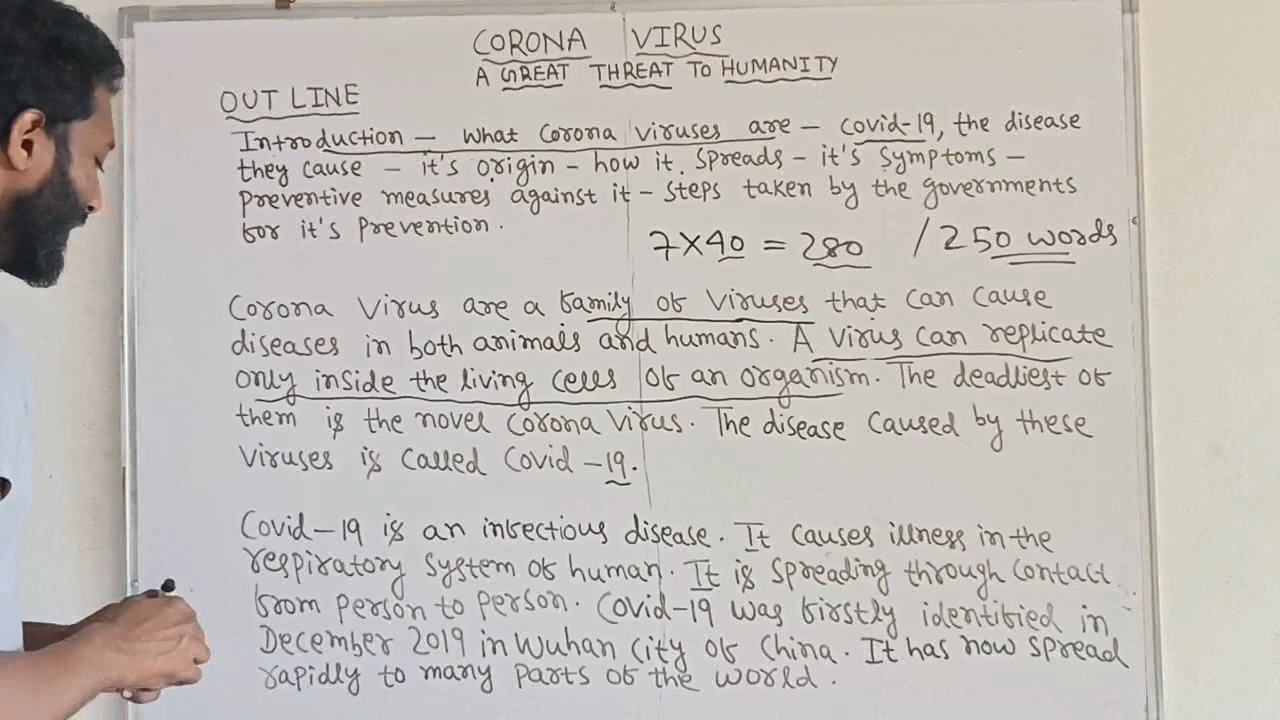 CORONA VIRUS
A GREAT THREAT TO HUMANITY
OUT LINE
Introduction – what Corona viruses are – covid-19, the disease
they cause – it's origin – how it. spreads – it's symptoms –
preventive measures against it – steps taken by the governments
for it's prevention.
7X40 = 280 / 250 words
Corona Virus are a family of viruses that can cause
diseases in both animals and humans. A virus can replicate
only inside the living cells of an organism. The deadliest of
them is the novel corona virus. The disease caused by these
viruses is called Covid-19.
Covid-19 is an infectious disease. It causes illness in the
respiratory system of human. It is spreading through contact
from person to person. Covid-19 was firstly identified in
December 2019 in Wuhan city of China. It has now spread
rapidly to many parts of the world.